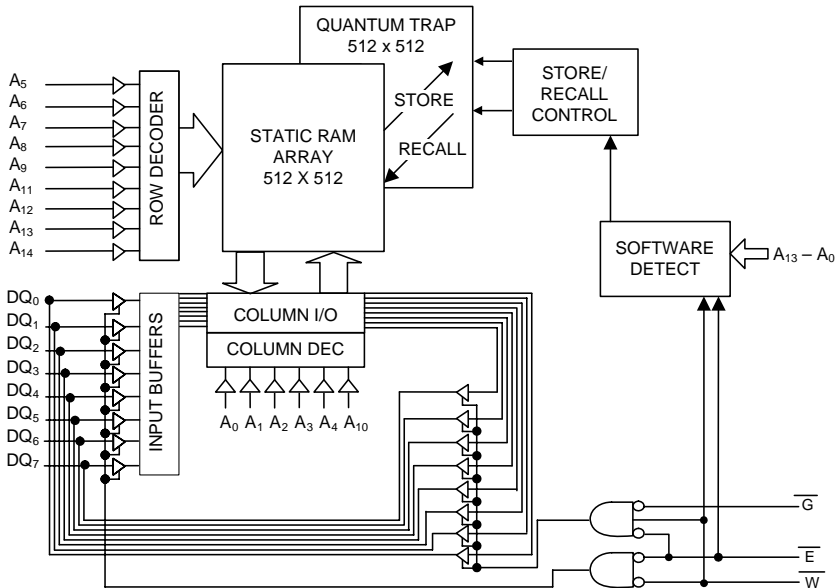 QUANTUM TRAP
512 x 512
STORE/
RECALL
CONTROL
A5
A6
A7
A8
A9
A11
A12
A13
A14
ROW DECODER
STATIC RAM
ARRAY
512 X 512
STORE
RECALL
SOFTWARE
DETECT
A13 – A0
DQ0
DQ1
DQ2
DQ3
DQ4
DQ5
DQ6
DQ7
INPUT BUFFERS
COLUMN I/O
COLUMN DEC
A0 A1 A2 A3 A4 A10
G
E
W